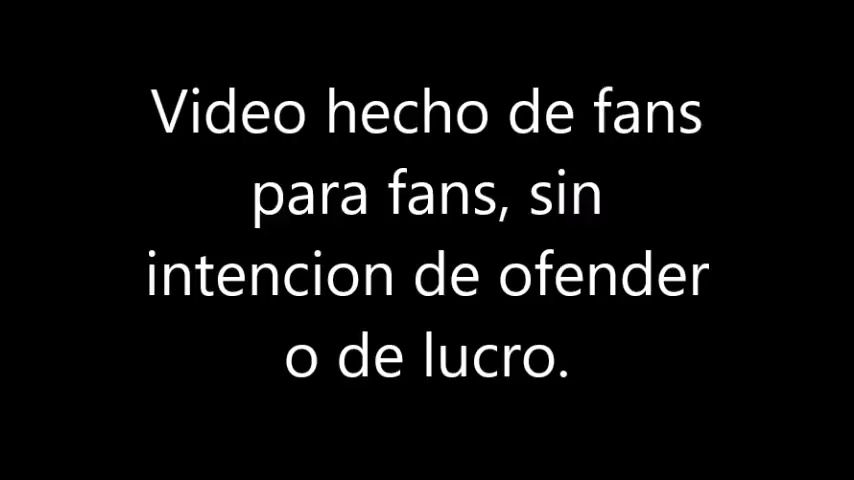 Video hecho de fans
para fans, sin
intencion de ofender
o de lucro.